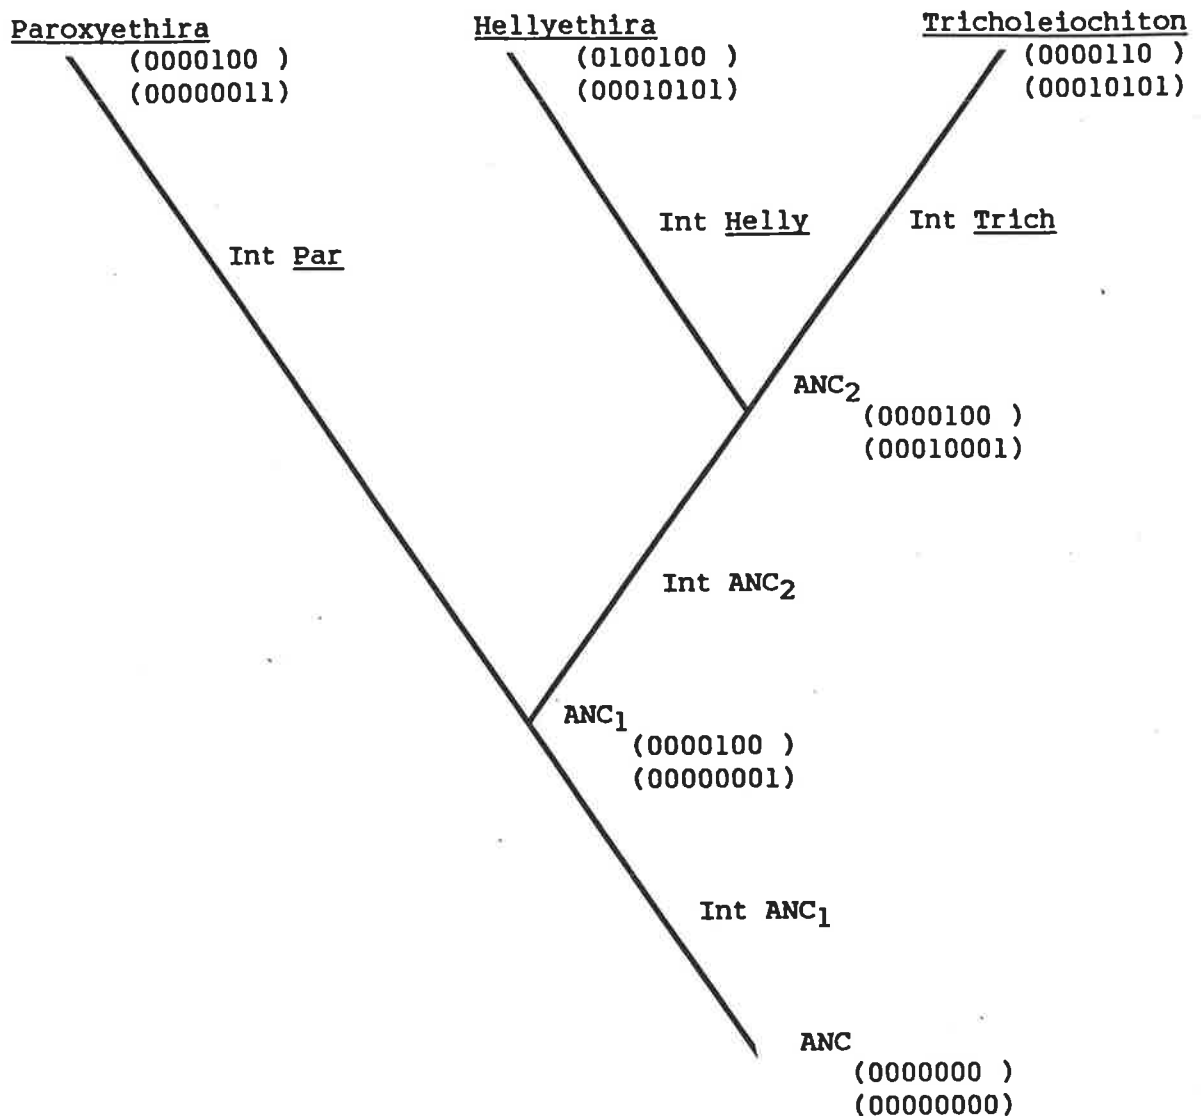 Paroxyethira
(0000100 )
(00000011)
Hellyethira
(0100100 )
(00010101)
Tricholeiochiton
(0000110 )
(00010101)
Int Par
Int Helly
Int Trich
ANC2
(0000100 )
(00010001)
Int ANC2
ANC1
(0000100 )
(00000001)
Int ANC1
ANC
(0000000 )
(00000000)